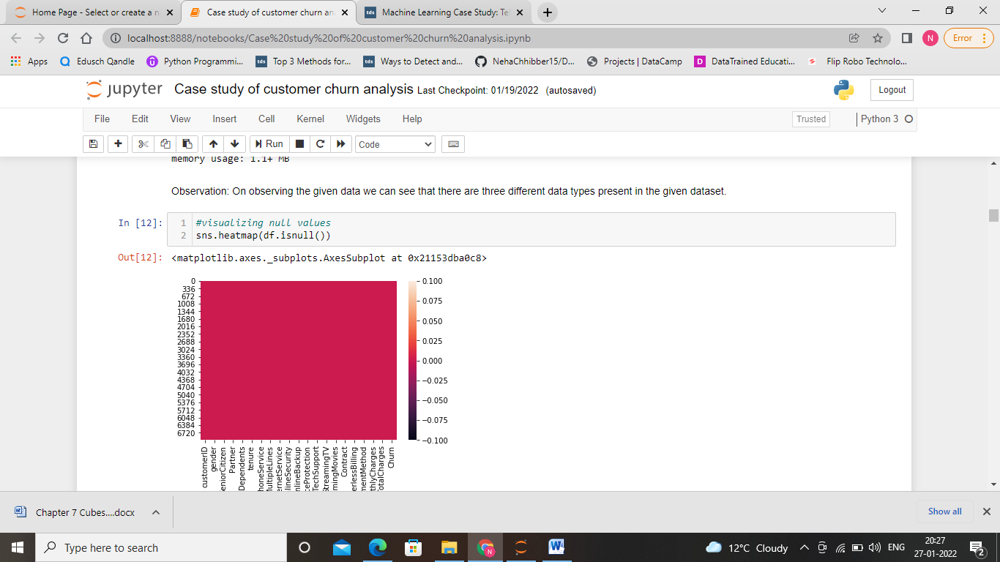 Home Page - Select or create a n
Case study of customer churn an
Machine Learning Case Study: Tel
localhost:8888/notebooks/Case%20study%20of%20customer%20churn%20analysis.ipynb
N
Error
Apps
Edusch Qandle
Python Programmi...
tds
Top 3 Methods for...
tds
Ways to Detect and...
NehaChhibber15/D...
Projects | DataCamp
D
DataTrained Educati...
Flip Robo Technolo...
jupyter
Case study of customer churn analysis Last Checkpoint: 01/19/2022 (autosaved)
Logout
File Edit View Insert Cell Kernel Widgets Help
Trusted
Python 3
Run
Code
memory usage: 1.1+ MB
Observation: On observing the given data we can see that there are three different data types present in the given dataset.
In [12]:
1 #visualizing null values
2 sns.heatmap(df.isnull())
Out[12]: <matplotlib.axes._subplots.AxesSubplot at 0x21153dba0c8>
0
336
672
1008
1344
1680
2016
2352
2688
3024
3360
3696
4032
4368
4704
5040
5376
5712
6048
6384
6720
0.100
0.075
0.050
0.025
0.000
−0.025
−0.050
−0.075
−0.100
customerID
gender
eniorCitizen
Partner
Dependents
tenure
honeService
ultipleLines
ernetService
lineSecurity
nlineBackup
ceProtection
TechSupport
treamingTV
mingMovies
Contract
erlessBilling
mentMethod
thlyCharges
otalCharges
Churn
Chapter 7 Cubes....docx
Show all
Type here to search
12°C Cloudy
ENG
20:27
27-01-2022
2